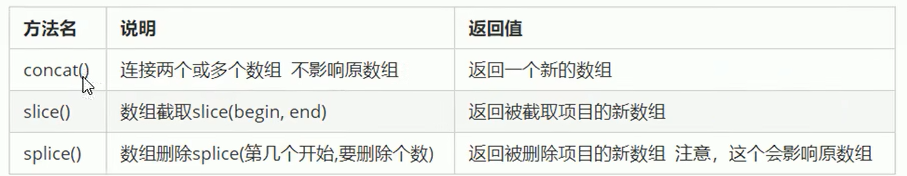 方法名 说明 返回值
concat() 连接两个或多个数组 不影响原数组 返回一个新的数组
slice() 数组截取slice(begin, end) 返回被截取项目的新数组
splice() 数组删除splice(第几个开始,要删除个数) 返回被删除项目的新数组 注意，这个会影响原数组